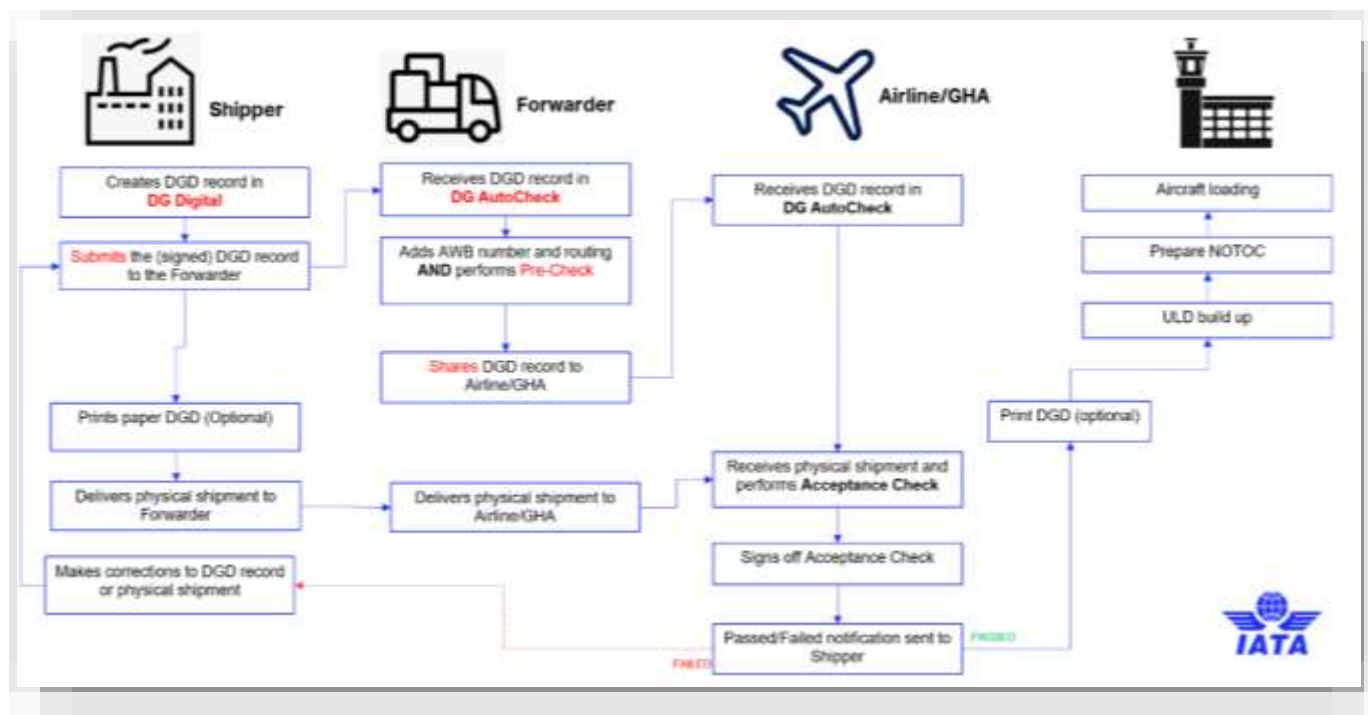 Shipper
Forwarder
Airline/GHA
Creates DGD record in
DG Digital
Submits the (signed) DGD record
to the Forwarder
Prints paper DGD (Optional)
Delivers physical shipment to
Forwarder
Makes corrections to DGD record
or physical shipment
Receives DGD record in
DG AutoCheck
Adds AWB number and routing
AND performs Pre-Check
Shares DGD record to
Airline/GHA
Delivers physical shipment to
Airline/GHA
Receives DGD record in
DG AutoCheck
Receives physical shipment and
performs Acceptance Check
Signs off Acceptance Check
Passed/Failed notification sent to
Shipper
FAILED
PASSED
Print DGD (optional)
Aircraft loading
Prepare NOTOC
ULD build up
IATA